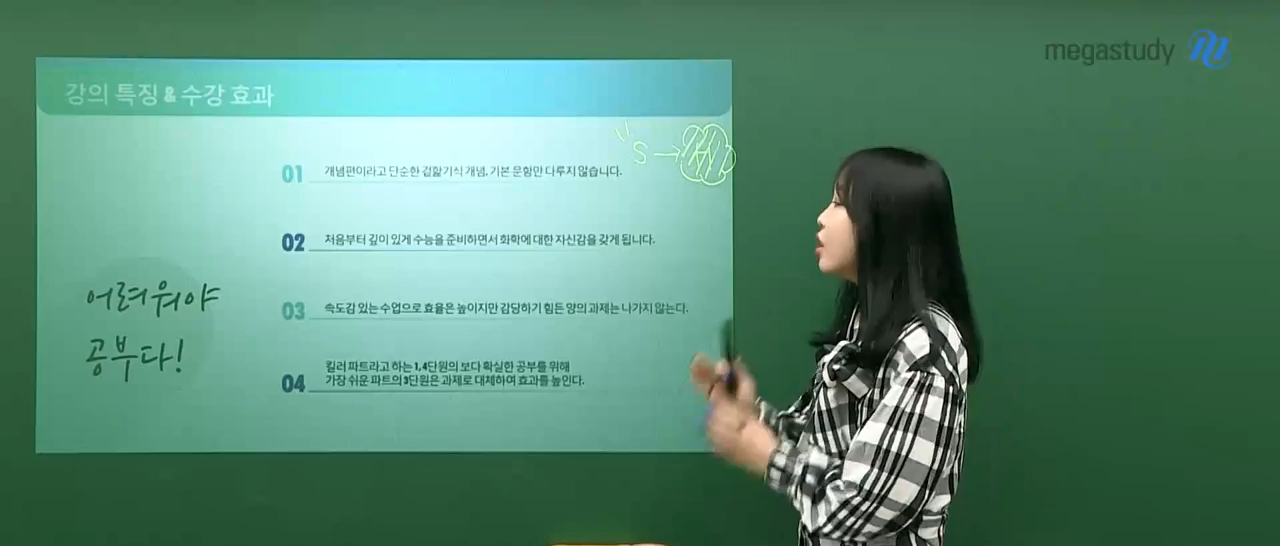 megastudy
강의 특징 & 수강 효과
S →
01 개념편이라고 단순한 겉핥기식 개념, 기본 문항만 다루지 않습니다.
02 처음부터 깊이 있게 수능을 준비하면서 화학에 대한 자신감을 갖게 됩니다.
03 속도감 있는 수업으로 효율은 높이지만 감당하기 힘든 양의 과제는 나가지 않는다.
04 킬러 파트라고 하는 1, 4단원의 보다 확실한 공부를 위해
가장 쉬운 파트의 3단원은 과제로 대체하여 효과를 높인다.
어려워야
공부다!